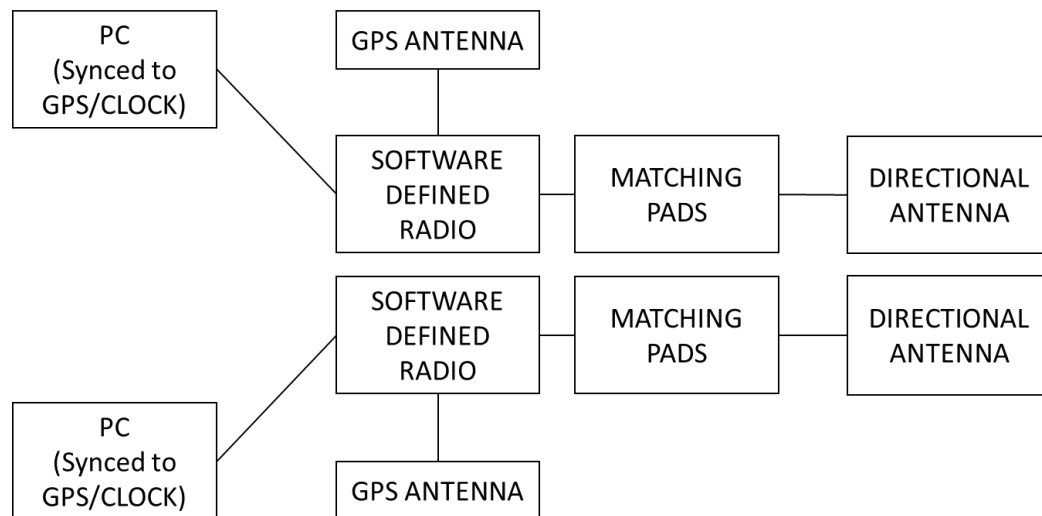 PC
(Synced to
GPS/CLOCK)
GPS ANTENNA
SOFTWARE
DEFINED
RADIO
MATCHING
PADS
DIRECTIONAL
ANTENNA
SOFTWARE
DEFINED
RADIO
MATCHING
PADS
DIRECTIONAL
ANTENNA
PC
(Synced to
GPS/CLOCK)
GPS ANTENNA